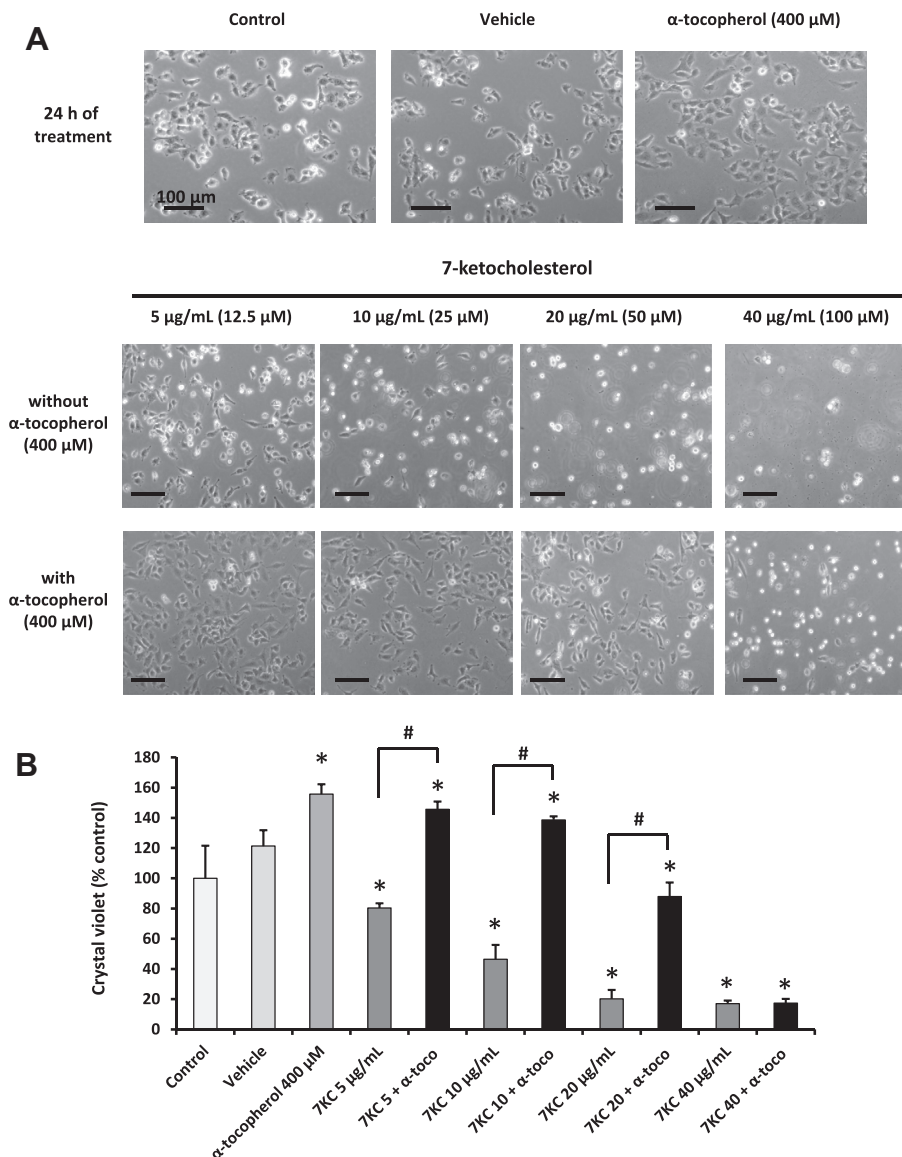 A
Control
Vehicle
α-tocopherol (400 µM)
24 h of
treatment
100 µm
7-ketocholesterol
5 µg/mL (12.5 µM)
10 µg/mL (25 µM)
20 µg/mL (50 µM)
40 µg/mL (100 µM)
without
α-tocopherol
(400 µM)
with
α-tocopherol
(400 µM)
B
Crystal violet (% control)
180
160
140
120
100
80
60
40
20
0
*
*
#
*
*
#
*
*
#
*
*
*
Control
Vehicle
α-tocopherol 400 µM
7KC 5 µg/mL
7KC 5 + α-toco
7KC 10 µg/mL
7KC 10 + α-toco
7KC 20 µg/mL
7KC 20 + α-toco
7KC 40 µg/mL
7KC 40 + α-toco